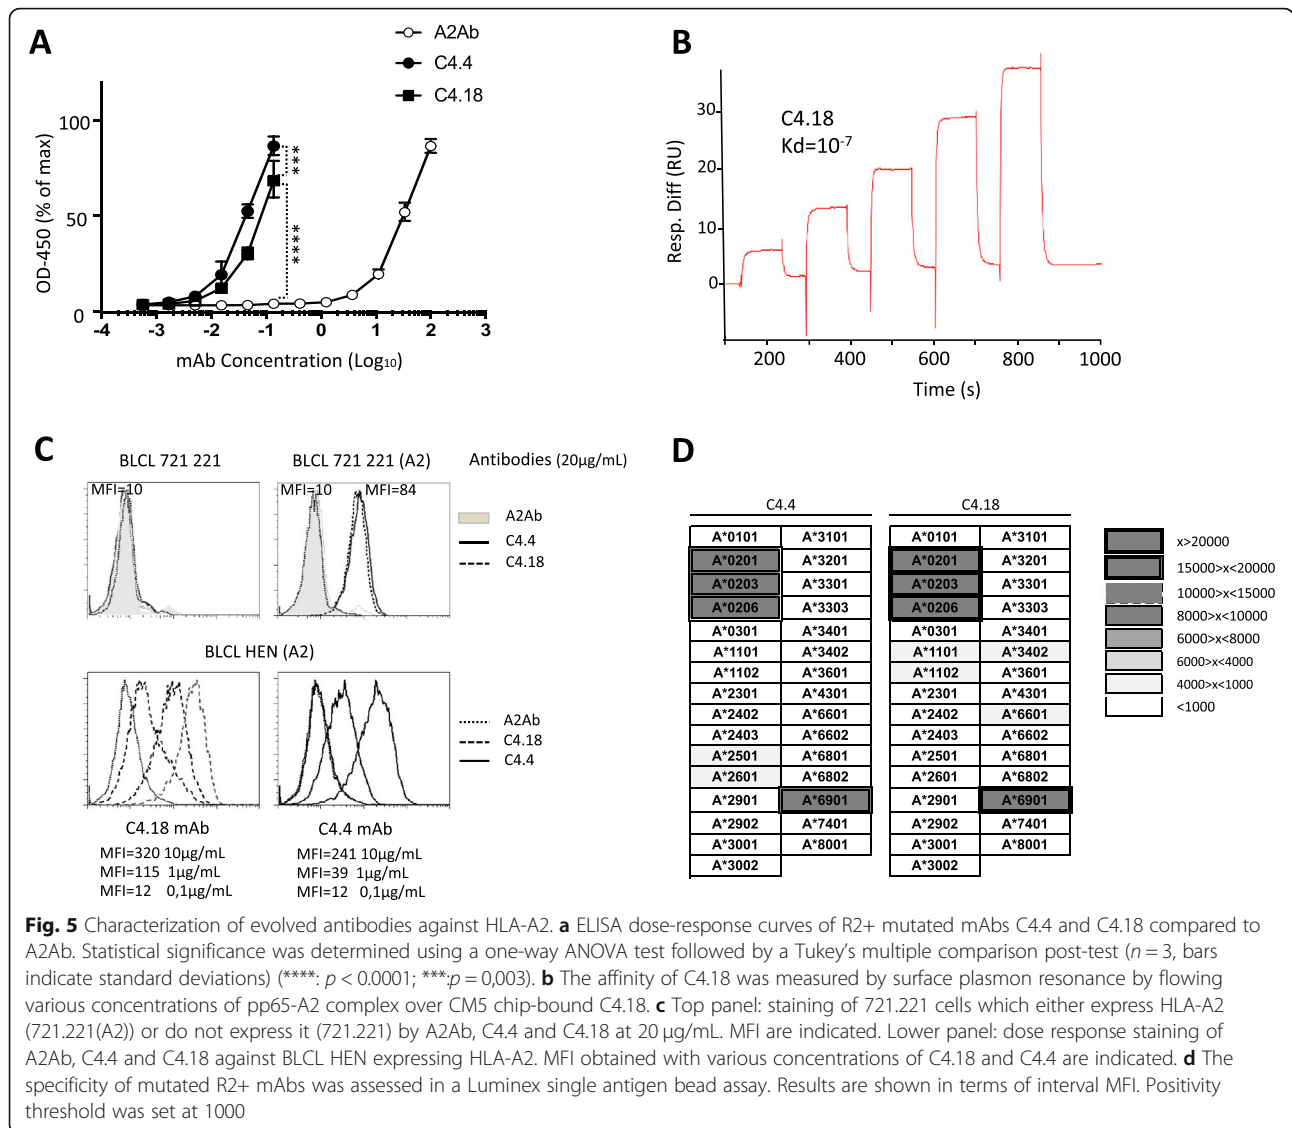 A
A2Ab
C4.4
C4.18
100
50
0
OD-450 (% of max)
***
****
-4 -3 -2 -1 0 1 2 3
mAb Concentration (Log10)
B
C4.18
Kd=10-7
30
20
10
0
Resp. Diff (RU)
200 400 600 800 1000
Time (s)
C
BLCL 721 221
BLCL 721 221 (A2)
Antibodies (20µg/mL)
MFI=10
MFI=10
MFI=84
A2Ab
C4.4
C4.18
BLCL HEN (A2)
A2Ab
C4.18
C4.4
C4.18 mAb
MFI=320 10µg/mL
MFI=115 1µg/mL
MFI=12 0,1µg/mL
C4.4 mAb
MFI=241 10µg/mL
MFI=39 1µg/mL
MFI=12 0,1µg/mL
D
C4.4
A*0101 A*3101
A*0201 A*3201
A*0203 A*3301
A*0206 A*3303
A*0301 A*3401
A*1101 A*3402
A*1102 A*3601
A*2301 A*4301
A*2402 A*6601
A*2403 A*6602
A*2501 A*6801
A*2601 A*6802
A*2901 A*6901
A*2902 A*7401
A*3001 A*8001
A*3002
C4.18
A*0101 A*3101
A*0201 A*3201
A*0203 A*3301
A*0206 A*3303
A*0301 A*3401
A*1101 A*3402
A*1102 A*3601
A*2301 A*4301
A*2402 A*6601
A*2403 A*6602
A*2501 A*6801
A*2601 A*6802
A*2901 A*6901
A*2902 A*7401
A*3001 A*8001
A*3002
x>20000
15000>x<20000
10000>x<15000
8000>x<10000
6000>x<8000
6000>x<4000
4000>x<1000
<1000
Fig. 5 Characterization of evolved antibodies against HLA-A2. a ELISA dose-response curves of R2+ mutated mAbs C4.4 and C4.18 compared to
A2Ab. Statistical significance was determined using a one-way ANOVA test followed by a Tukey's multiple comparison post-test (n = 3, bars
indicate standard deviations) (****: p < 0.0001; ***:p = 0,003). b The affinity of C4.18 was measured by surface plasmon resonance by flowing
various concentrations of pp65-A2 complex over CM5 chip-bound C4.18. c Top panel: staining of 721.221 cells which either express HLA-A2
(721.221(A2)) or do not express it (721.221) by A2Ab, C4.4 and C4.18 at 20 µg/mL. MFI are indicated. Lower panel: dose response staining of
A2Ab, C4.4 and C4.18 against BLCL HEN expressing HLA-A2. MFI obtained with various concentrations of C4.18 and C4.4 are indicated. d The
specificity of mutated R2+ mAbs was assessed in a Luminex single antigen bead assay. Results are shown in terms of interval MFI. Positivity
threshold was set at 1000